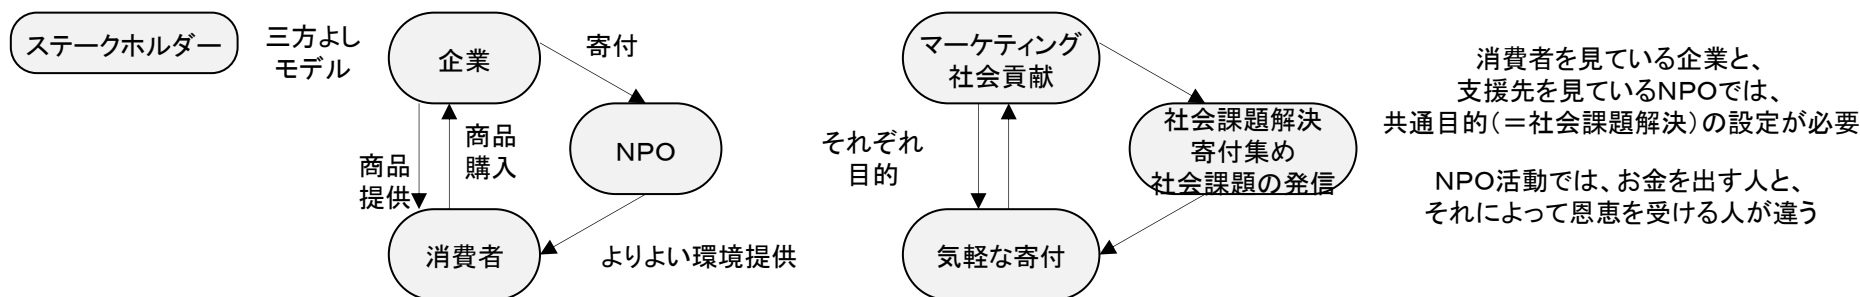 ステークホルダー
三方よし
モデル
企業
寄付
商品
購入
NPO
商品
提供
消費者
よりよい環境提供
マーケティング
社会貢献
それぞれ
目的
社会課題解決
寄付集め
社会課題の発信
気軽な寄付
消費者を見ている企業と、
支援先を見ているNPOでは、
共通目的(=社会課題解決)の設定が必要
NPO活動では、お金を出す人と、
それによって恩恵を受ける人が違う